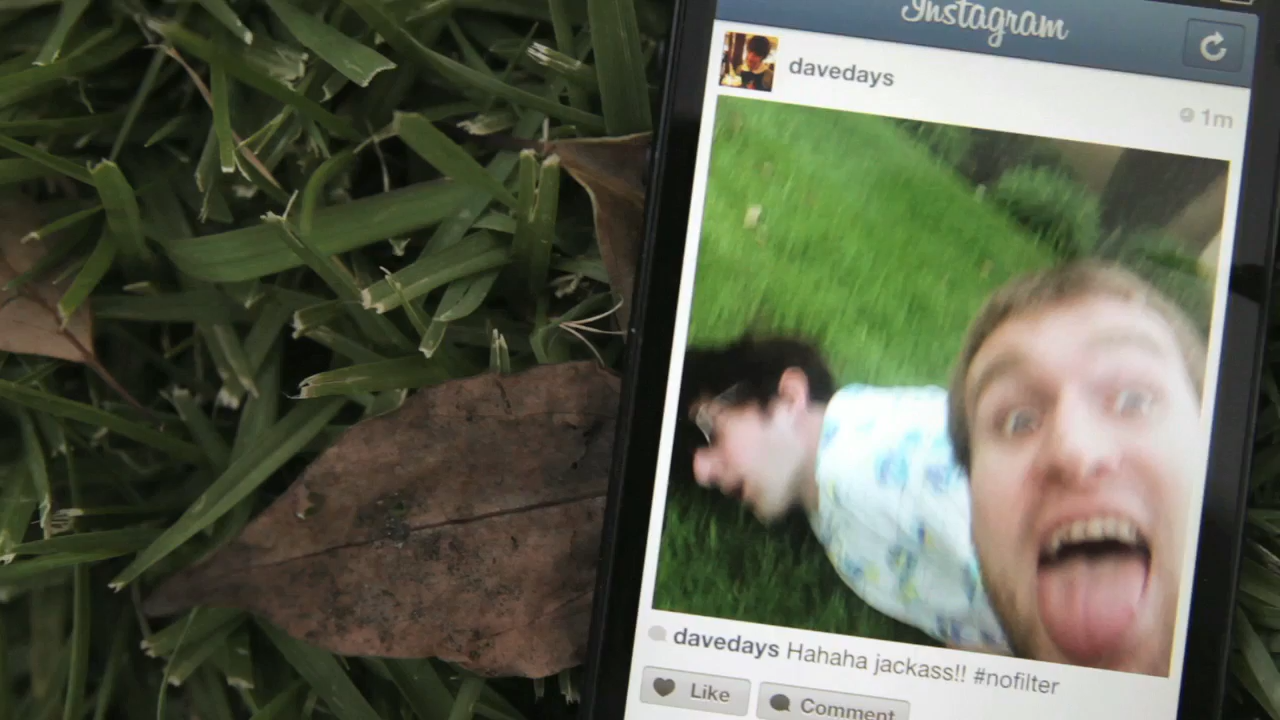 Instagram
davedays
1m
davedays Hahaha jackass!! #nofilter
Like
Comment